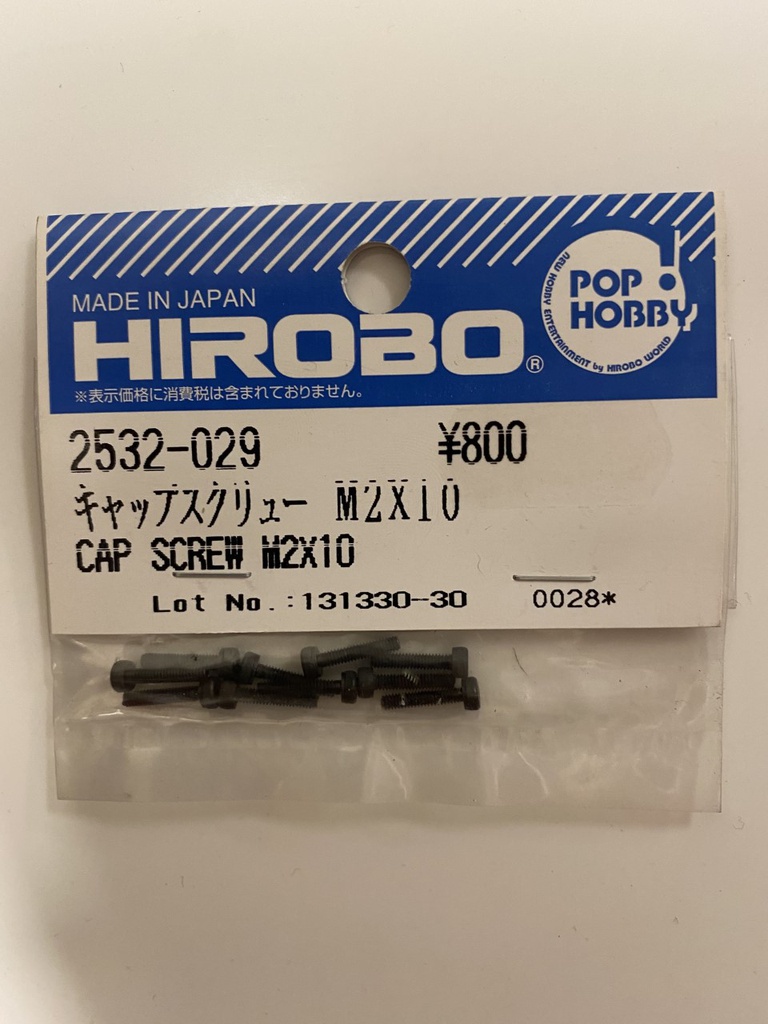 MADE IN JAPAN
HIROBO®
※表示価格に消費税は含まれておりません。
POP!
HOBBY
NEW HOBBY ENTERTAINMENT by HIROBO WORLD
2532-029 ¥800
キャップスクリュー M2X10
CAP SCREW M2X10
Lot No.:131330-30 0028*